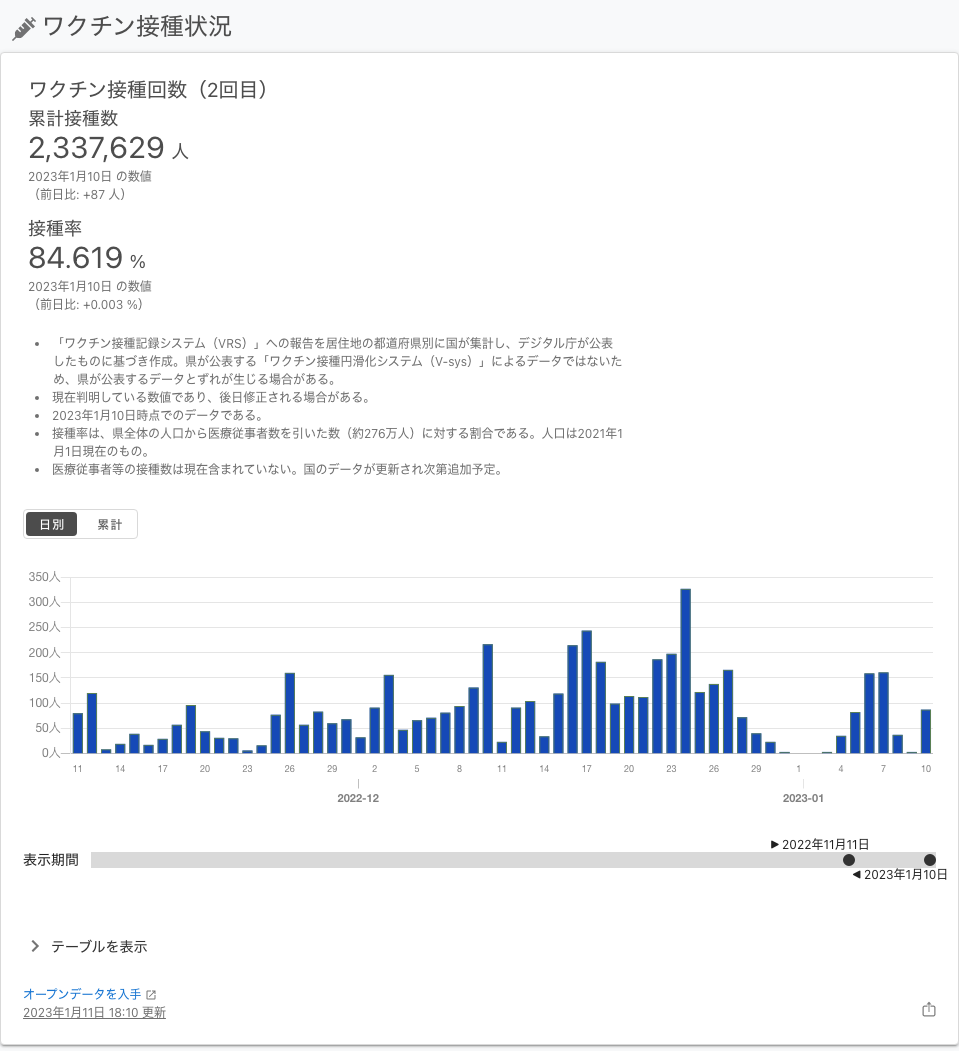 ワクチン接種状況
ワクチン接種回数（2回目）
累計接種数
2,337,629 人
2023年1月10日 の数値
（前日比: +87 人）
接種率
84.619 %
2023年1月10日 の数値
（前日比: +0.003 %）
• 「ワクチン接種記録システム（VRS）」への報告を居住地の都道府県別に国が集計し、デジタル庁が公表
したものに基づき作成。県が公表する「ワクチン接種円滑化システム（V-sys）」によるデータではないた
め、県が公表するデータとずれが生じる場合がある。
• 現在判明している数値であり、後日修正される場合がある。
• 2023年1月10日時点でのデータである。
• 接種率は、県全体の人口から医療従事者数を引いた数（約276万人）に対する割合である。人口は2021年1
月1日現在のもの。
• 医療従事者等の接種数は現在含まれていない。国のデータが更新され次第追加予定。
日別 累計
350人
300人
250人
200人
150人
100人
50人
0人
11 14 17 20 23 26 29 2 5 8 11 14 17 20 23 26 29 1 4 7 10
2022-12 2023-01
▶ 2022年11月11日
表示期間
◀ 2023年1月10日
テーブルを表示
オープンデータを入手
2023年1月11日 18:10 更新